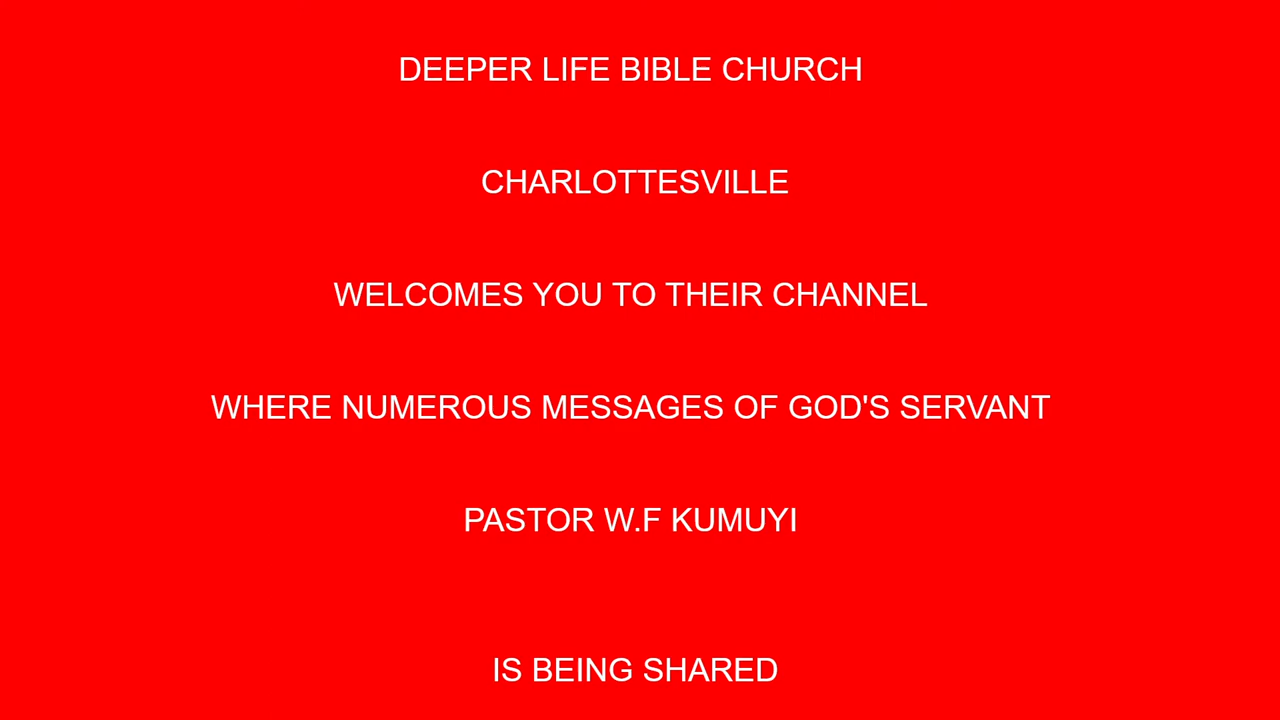 DEEPER LIFE BIBLE CHURCH
CHARLOTTESVILLE
WELCOMES YOU TO THEIR CHANNEL
WHERE NUMEROUS MESSAGES OF GOD'S SERVANT
PASTOR W.F KUMUYI
IS BEING SHARED